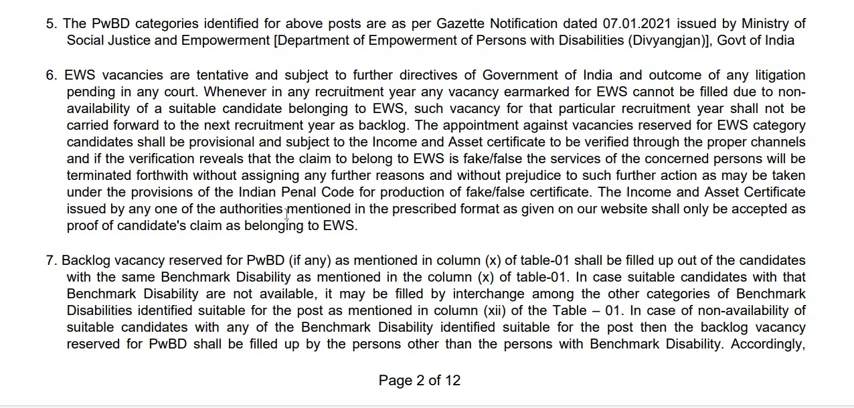 5. The PwBD categories identified for above posts are as per Gazette Notification dated 07.01.2021 issued by Ministry of
Social Justice and Empowerment [Department of Empowerment of Persons with Disabilities (Divyangjan)], Govt of India
6. EWS vacancies are tentative and subject to further directives of Government of India and outcome of any litigation
pending in any court. Whenever in any recruitment year any vacancy earmarked for EWS cannot be filled due to non-
availability of a suitable candidate belonging to EWS, such vacancy for that particular recruitment year shall not be
carried forward to the next recruitment year as backlog. The appointment against vacancies reserved for EWS category
candidates shall be provisional and subject to the Income and Asset certificate to be verified through the proper channels
and if the verification reveals that the claim to belong to EWS is fake/false the services of the concerned persons will be
terminated forthwith without assigning any further reasons and without prejudice to such further action as may be taken
under the provisions of the Indian Penal Code for production of fake/false certificate. The Income and Asset Certificate
issued by any one of the authorities mentioned in the prescribed format as given on our website shall only be accepted as
proof of candidate's claim as belonging to EWS.
7. Backlog vacancy reserved for PwBD (if any) as mentioned in column (x) of table-01 shall be filled up out of the candidates
with the same Benchmark Disability as mentioned in the column (x) of table-01. In case suitable candidates with that
Benchmark Disability are not available, it may be filled by interchange among the other categories of Benchmark
Disabilities identified suitable for the post as mentioned in column (xii) of the Table – 01. In case of non-availability of
suitable candidates with any of the Benchmark Disability identified suitable for the post then the backlog vacancy
reserved for PwBD shall be filled up by the persons other than the persons with Benchmark Disability. Accordingly,
Page 2 of 12